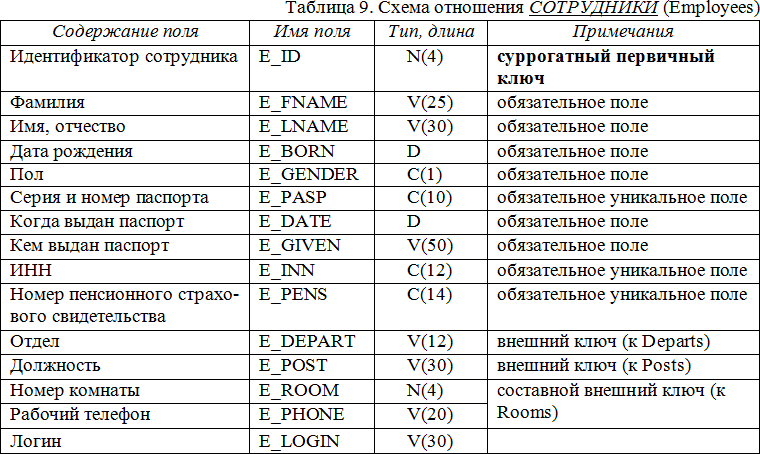 Таблица 9. Схема отношения СОТРУДНИКИ (Employees)
Содержание поля Имя поля Тип, длина Примечания
Идентификатор сотрудника E_ID N(4) суррогатный первичный
ключ
Фамилия E_FNAME V(25) обязательное поле
Имя, отчество E_LNAME V(30) обязательное поле
Дата рождения E_BORN D обязательное поле
Пол E_GENDER C(1) обязательное поле
Серия и номер паспорта E_PASP C(10) обязательное уникальное поле
Когда выдан паспорт E_DATE D обязательное поле
Кем выдан паспорт E_GIVEN V(50) обязательное поле
ИНН E_INN C(12) обязательное уникальное поле
Номер пенсионного страхо-
вого свидетельства E_PENS C(14) обязательное уникальное поле
Отдел E_DEPART V(12) внешний ключ (к Departs)
Должность E_POST V(30) внешний ключ (к Posts)
Номер комнаты E_ROOM N(4) составной внешний ключ (к
Rooms)
Рабочий телефон E_PHONE V(20)
Логин E_LOGIN V(30)